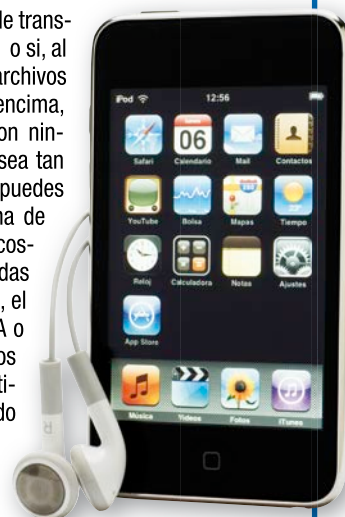 de trans-
o si, al
archivos
encima,
on nin-
sea tan
puedes
na de
cos-
das
, el
A o
os
ti-
do
iPod 12:56
06
Safari Calendario Mail Contactos
YouTube Bolsa Mapas Tiempo
Reloj Calculadora Notas Ajustes
App Store
Música Vídeos Fotos iTunes
R